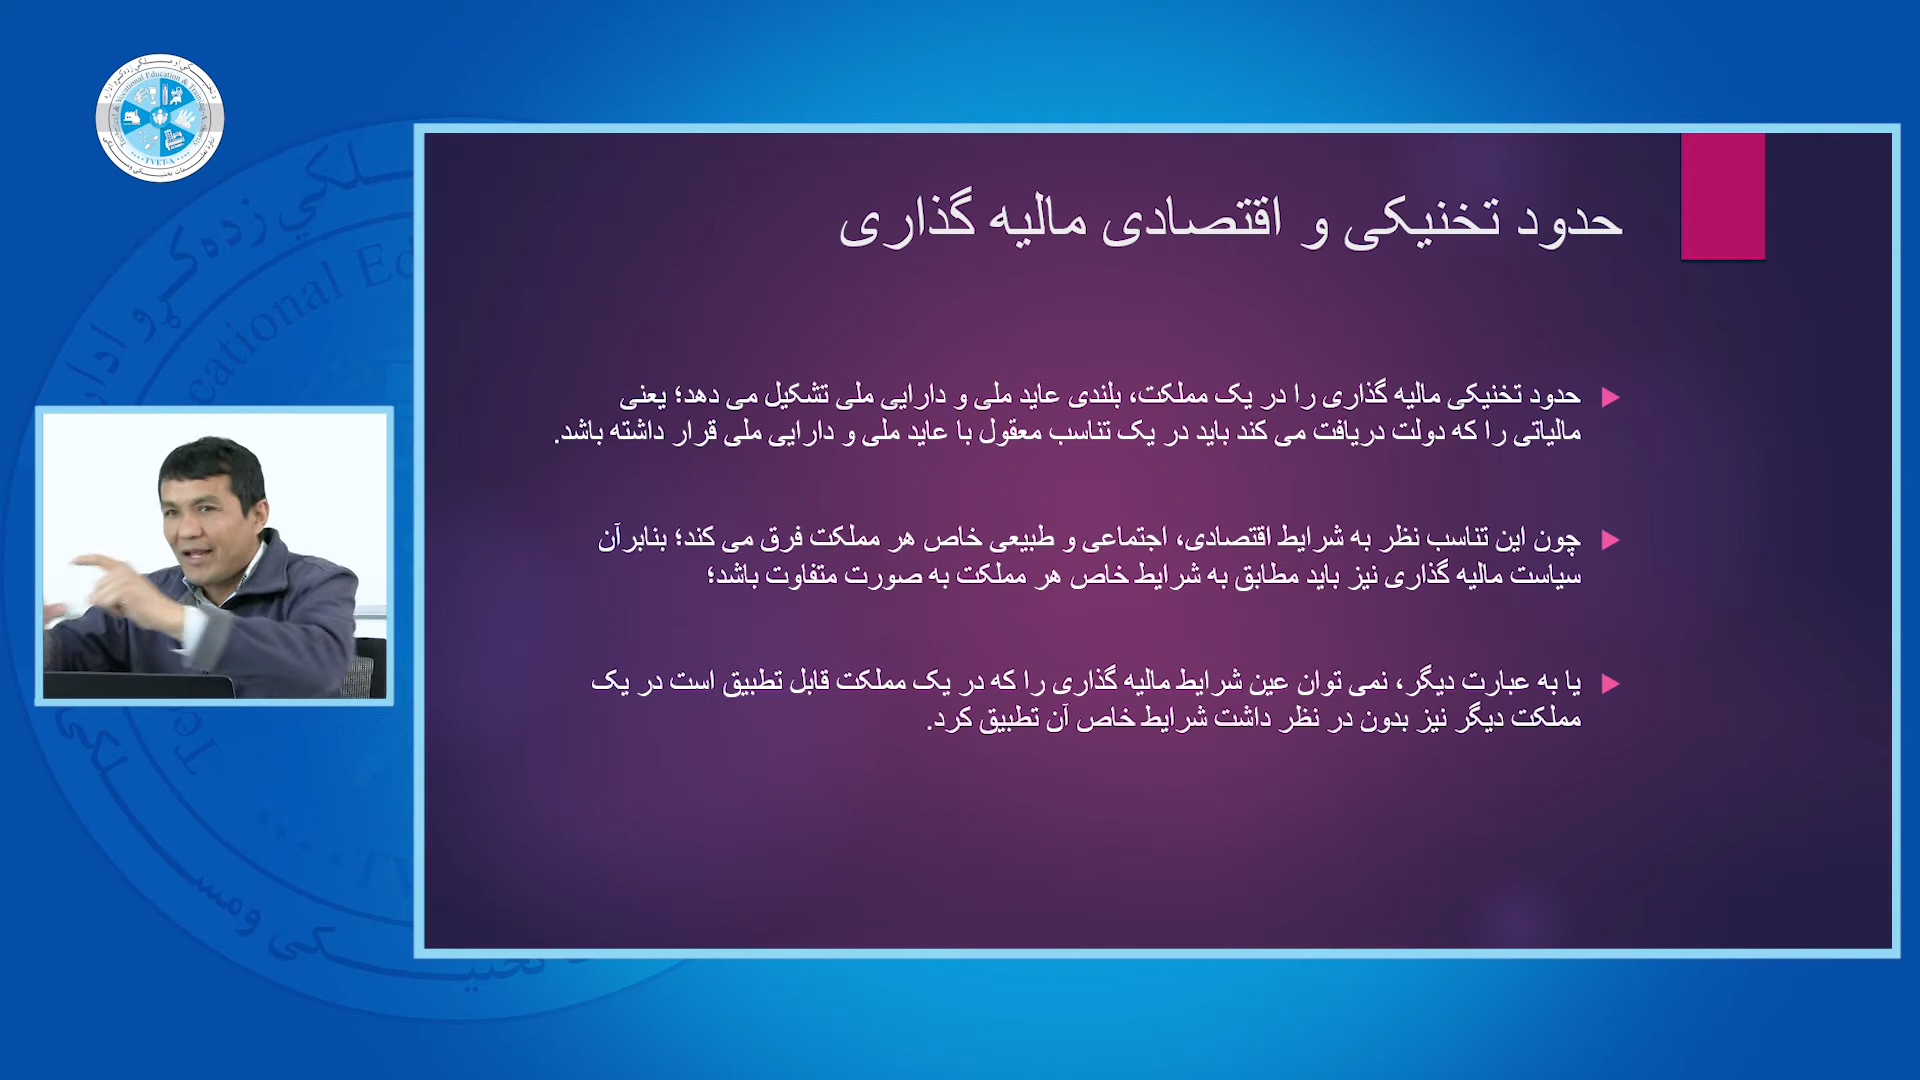 حدود تخنیکی و اقتصادی مالیه گذاری
حدود تخنیکی مالیه گذاری را در یک مملکت، بلندی عاید ملی و دارایی ملی تشکیل می دهد؛ یعنی
مالیاتی را که دولت دریافت می کند باید در یک تناسب معقول با عاید ملی و دارایی ملی قرار داشته باشد.
چون این تناسب نظر به شرایط اقتصادی، اجتماعی و طبیعی خاص هر مملکت فرق می کند؛ بنابرآن
سیاست مالیه گذاری نیز باید مطابق به شرایط خاص هر مملکت به صورت متفاوت باشد؛
یا به عبارت دیگر، نمی توان عین شرایط مالیه گذاری را که در یک مملکت قابل تطبیق است در یک
مملکت دیگر نیز بدون در نظر داشت شرایط خاص آن تطبیق کرد.
TVET-A